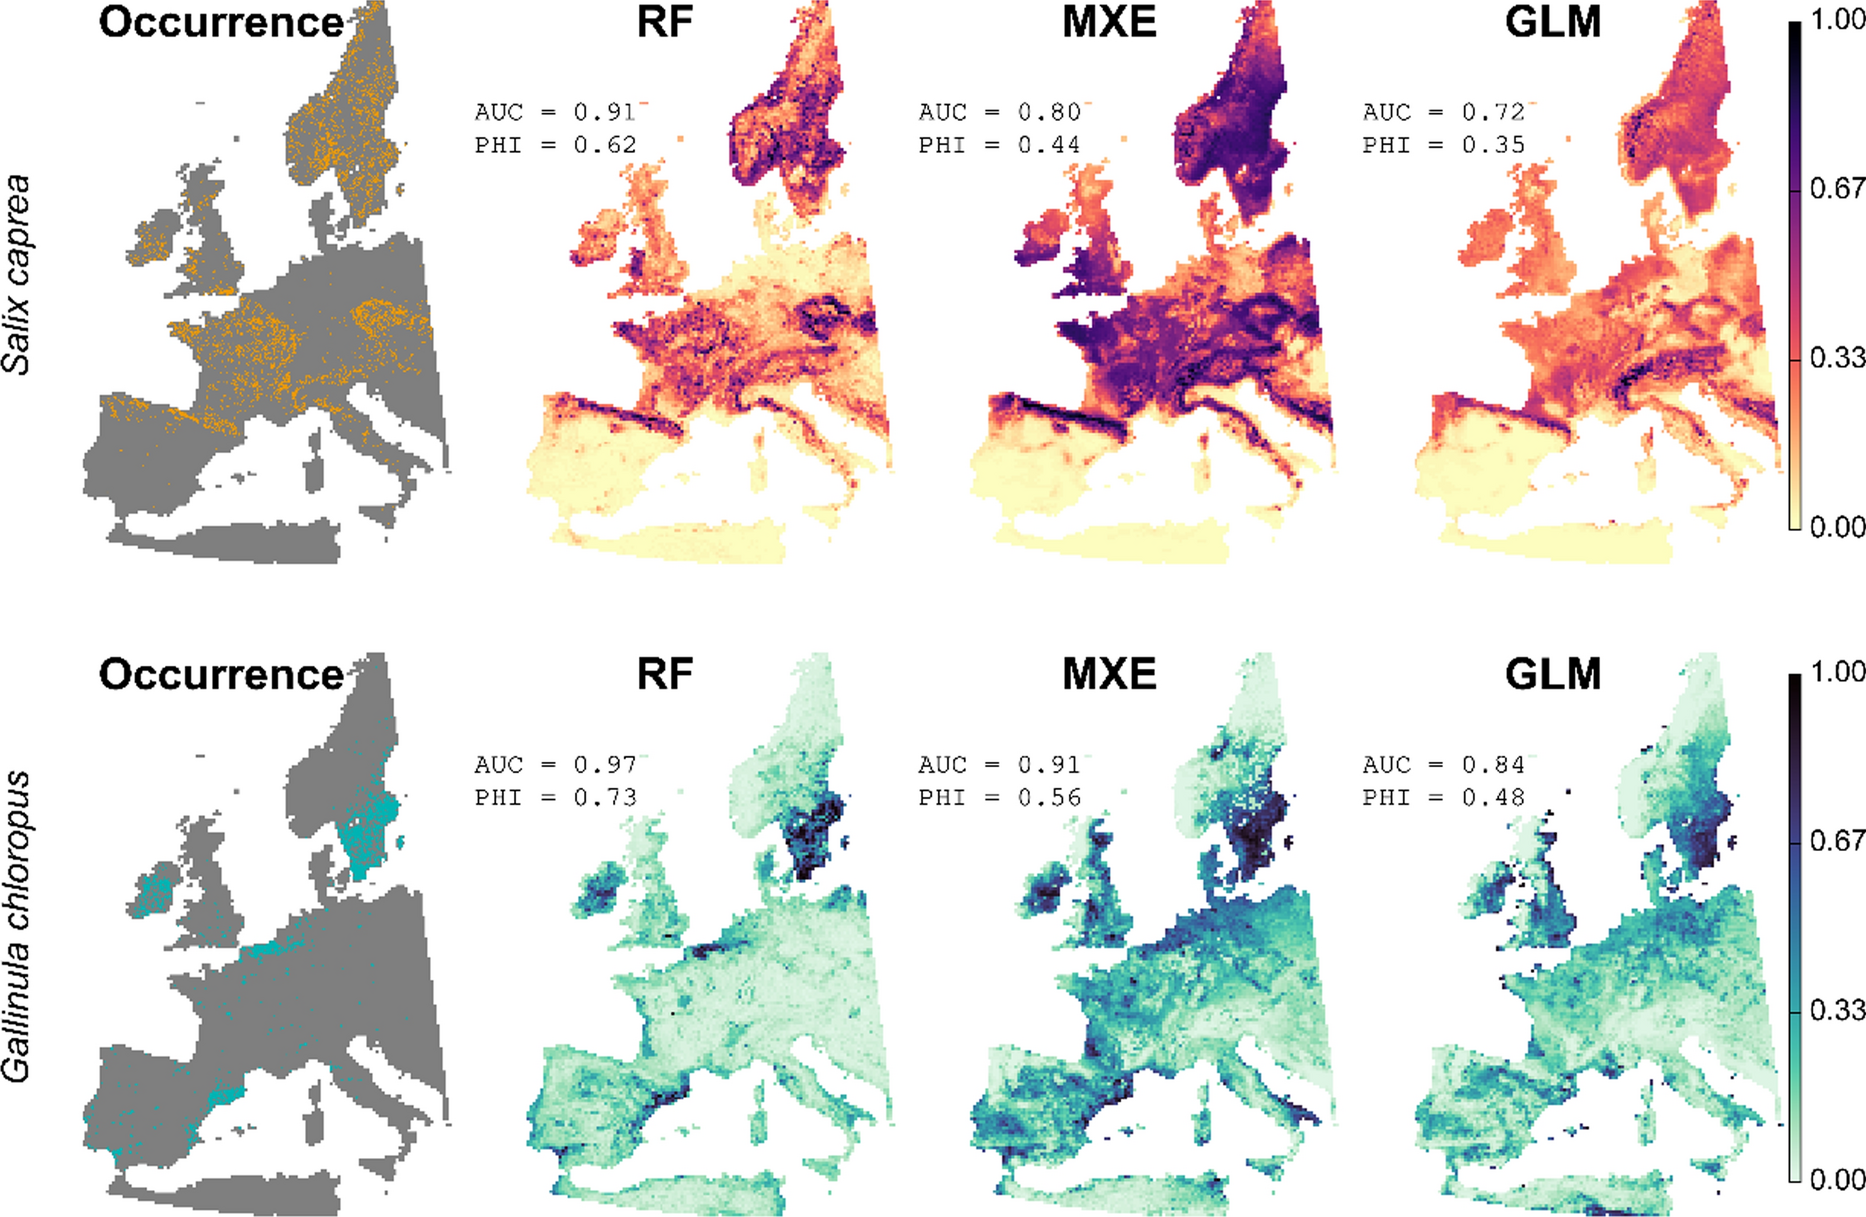 Occurrence RF MXE GLM
AUC = 0.91 AUC = 0.80 AUC = 0.72
PHI = 0.62 PHI = 0.44 PHI = 0.35
Salix caprea
1.00
0.67
0.33
0.00
Occurrence RF MXE GLM
AUC = 0.97 AUC = 0.91 AUC = 0.84
PHI = 0.73 PHI = 0.56 PHI = 0.48
Gallinula chloropus
1.00
0.67
0.33
0.00